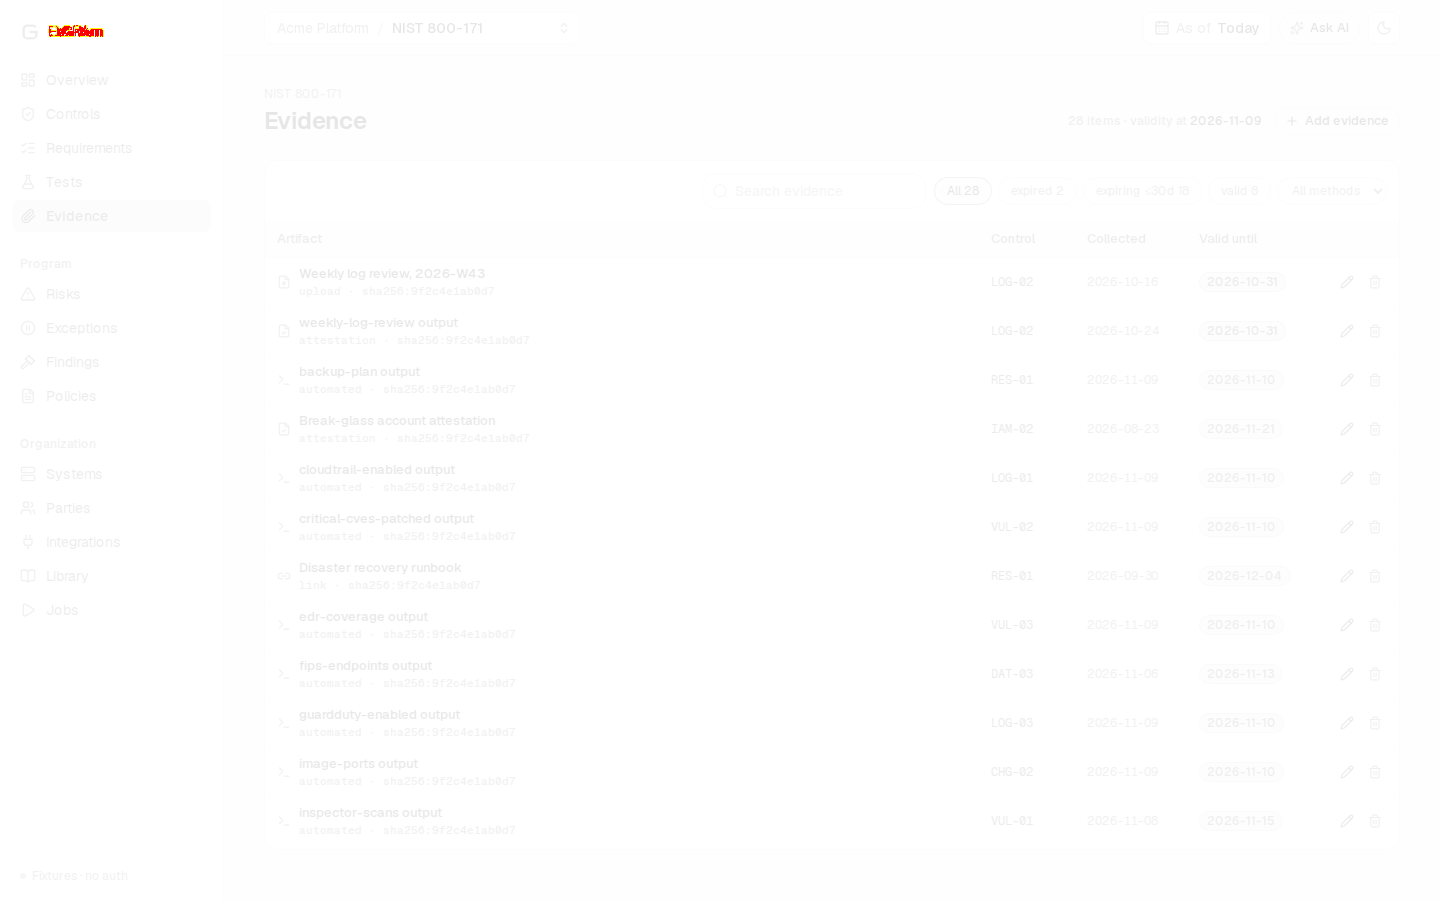 G
Acme Platform / NIST 800-171
As of Today
Ask AI
Overview
Controls
Requirements
Tests
Evidence
Program
Risks
Exceptions
Findings
Policies
Organization
Systems
Parties
Integrations
Library
Jobs
Fixtures · no auth
NIST 800-171
Evidence
28 items · validity at 2026-11-09
+ Add evidence
Search evidence
All 28
expired 2
expiring ≤30d 18
valid 8
All methods
Artifact Control Collected Valid until
Weekly log review, 2026-W43 LOG-02 2026-10-16 2026-10-31
upload · sha256:9f2c4e1ab0d7
weekly-log-review output LOG-02 2026-10-24 2026-10-31
attestation · sha256:9f2c4e1ab0d7
backup-plan output RES-01 2026-11-09 2026-11-10
automated · sha256:9f2c4e1ab0d7
Break-glass account attestation IAM-02 2026-08-23 2026-11-21
attestation · sha256:9f2c4e1ab0d7
cloudtrail-enabled output LOG-01 2026-11-09 2026-11-10
automated · sha256:9f2c4e1ab0d7
critical-cves-patched output VUL-02 2026-11-09 2026-11-10
automated · sha256:9f2c4e1ab0d7
Disaster recovery runbook RES-01 2026-09-30 2026-12-04
link · sha256:9f2c4e1ab0d7
edr-coverage output VUL-03 2026-11-09 2026-11-10
automated · sha256:9f2c4e1ab0d7
fips-endpoints output DAT-03 2026-11-06 2026-11-13
automated · sha256:9f2c4e1ab0d7
guardduty-enabled output LOG-03 2026-11-09 2026-11-10
automated · sha256:9f2c4e1ab0d7
image-ports output CHG-02 2026-11-09 2026-11-10
automated · sha256:9f2c4e1ab0d7
inspector-scans output VUL-01 2026-11-08 2026-11-15
automated · sha256:9f2c4e1ab0d7